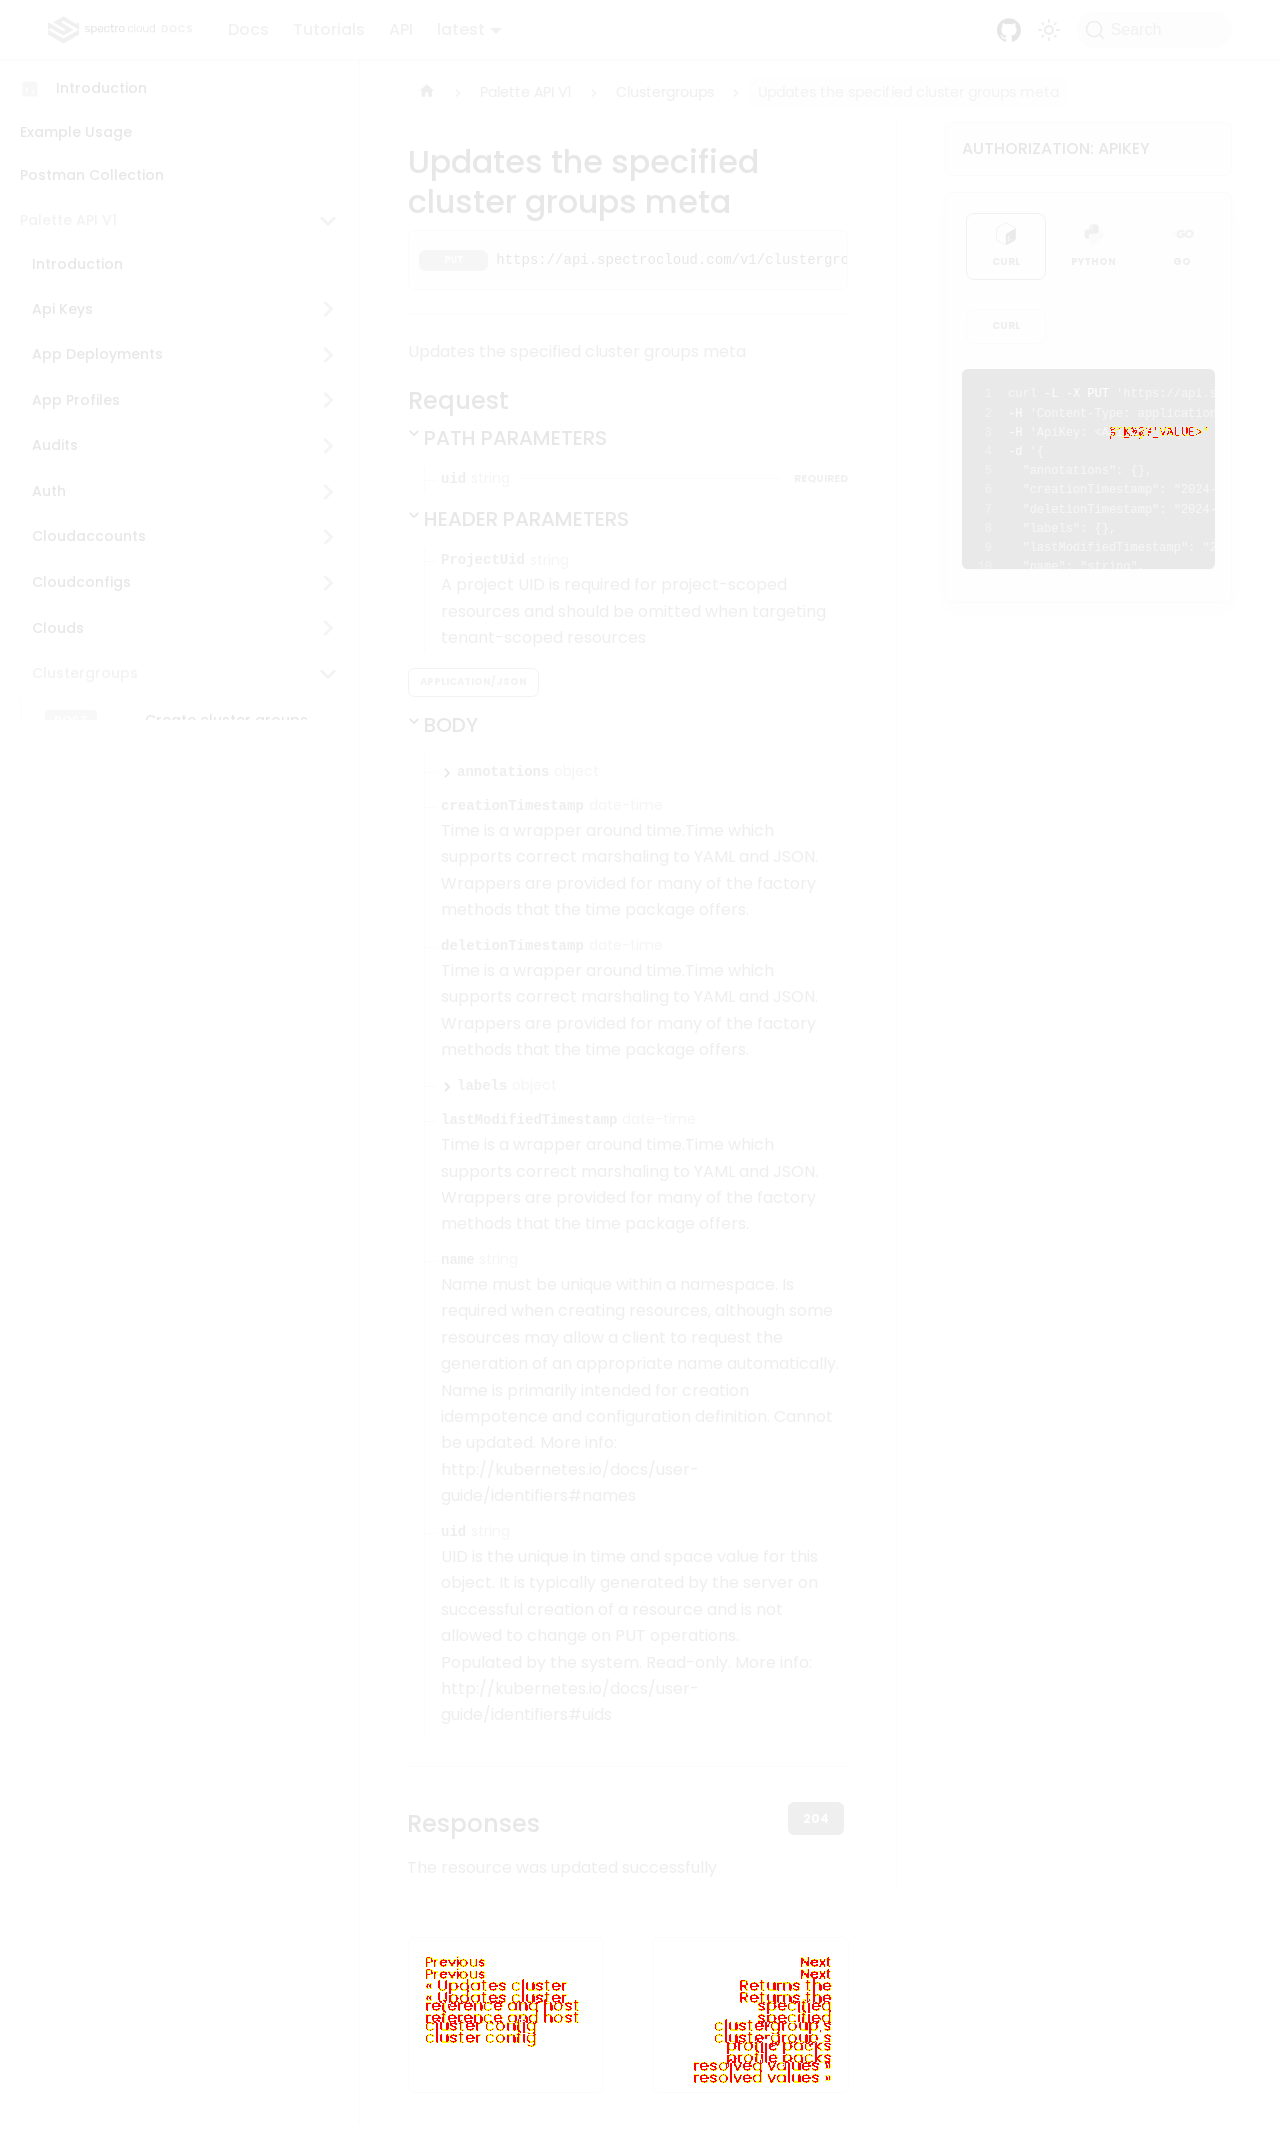 spectro cloud DOCS Docs Tutorials API latest Search
Introduction
Example Usage
Postman Collection
Palette API V1
Introduction
Api Keys
App Deployments
App Profiles
Audits
Auth
Cloudaccounts
Cloudconfigs
Clouds
Clustergroups
Palette API V1 Clustergroups Updates the specified cluster groups meta
Updates the specified
cluster groups meta
PUT https://api.spectrocloud.com/v1/clustergro
Updates the specified cluster groups meta
Request
PATH PARAMETERS
uid string REQUIRED
HEADER PARAMETERS
ProjectUid string
A project UID is required for project-scoped
resources and should be omitted when targeting
tenant-scoped resources
APPLICATION/JSON
BODY
annotations object
creationTimestamp date-time
Time is a wrapper around time.Time which
supports correct marshaling to YAML and JSON.
Wrappers are provided for many of the factory
methods that the time package offers.
deletionTimestamp date-time
Time is a wrapper around time.Time which
supports correct marshaling to YAML and JSON.
Wrappers are provided for many of the factory
methods that the time package offers.
labels object
lastModifiedTimestamp date-time
Time is a wrapper around time.Time which
supports correct marshaling to YAML and JSON.
Wrappers are provided for many of the factory
methods that the time package offers.
name string
Name must be unique within a namespace. Is
required when creating resources, although some
resources may allow a client to request the
generation of an appropriate name automatically.
Name is primarily intended for creation
idempotence and configuration definition. Cannot
be updated. More info:
http://kubernetes.io/docs/user-
guide/identifiers#names
uid string
UID is the unique in time and space value for this
object. It is typically generated by the server on
successful creation of a resource and is not
allowed to change on PUT operations.
Populated by the system. Read-only. More info:
http://kubernetes.io/docs/user-
guide/identifiers#uids
Responses 204
The resource was updated successfully
Previous
Previous
« Updates cluster
« Updates cluster
reference and host
reference and host
cluster config
cluster config
Next
Next
Returns the
Returns the
specified
specified
clustergroup's
clustergroup's
profile packs
profile packs
resolved values »
resolved values »
AUTHORIZATION: APIKEY
CURL PYTHON GO
CURL
1 curl -L -X PUT 'https://api.s
2 -H 'Content-Type: application
3 -H 'ApiKey:
4 -d '{
5 "annotations": {},
6 "creationTimestamp": "2024-
7 "deletionTimestamp": "2024-
8 "labels": {},
9 "lastModifiedTimestamp": "2
10 "name": "string",